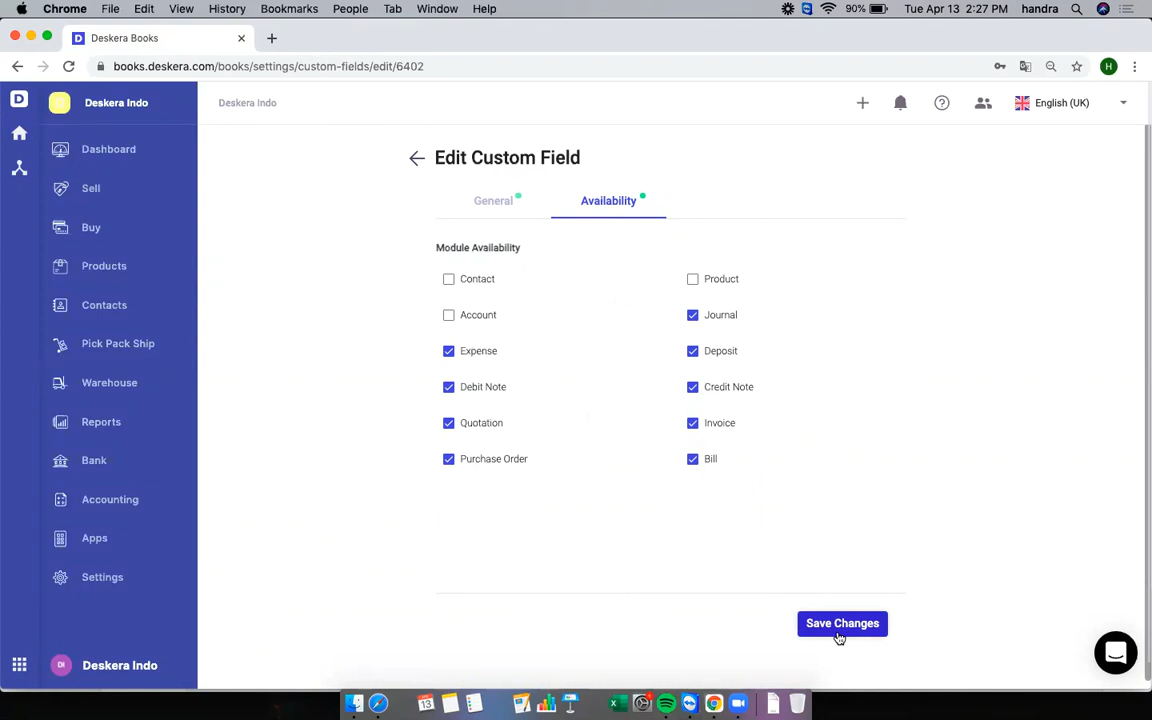 Chrome File Edit View History Bookmarks People Tab Window Help 90% Tue Apr 13 2:27 PM handra
Deskera Books
books.deskera.com/books/settings/custom-fields/edit/6402 H
D Deskera Indo Deskera Indo English (UK)
Edit Custom Field
General Availability
Module Availability
Contact Product
Account Journal
Expense Deposit
Debit Note Credit Note
Quotation Invoice
Purchase Order Bill
Save Changes
Dashboard
Sell
Buy
Products
Contacts
Pick Pack Ship
Warehouse
Reports
Bank
Accounting
Apps
Settings
DI Deskera Indo
13